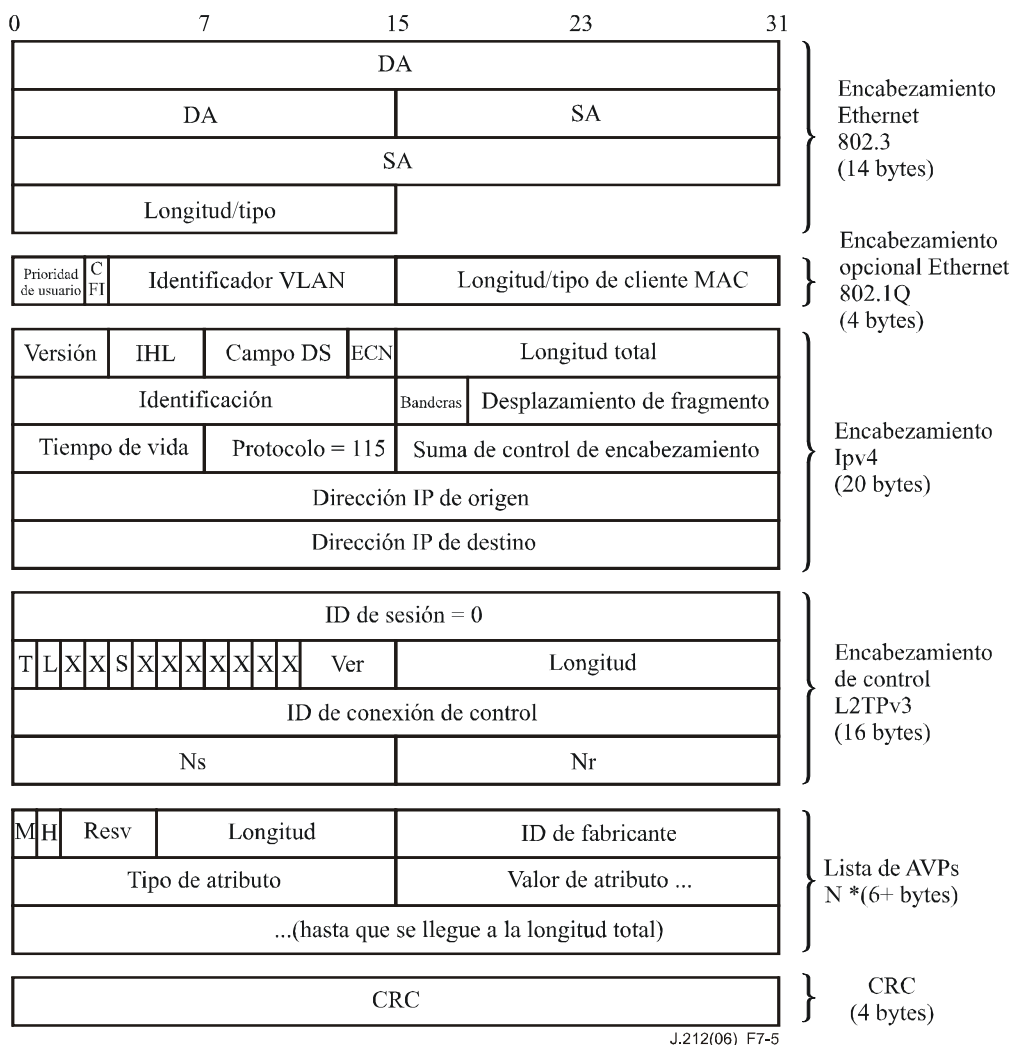 0 7 15 23 31
DA
DA SA
SA
Longitud/tipo
Encabezamiento
Ethernet
802.3
(14 bytes)
Prioridad
de usuario
C
FI
Identificador VLAN
Longitud/tipo de cliente MAC
Encabezamiento
opcional Ethernet
802.1Q
(4 bytes)
Versión IHL Campo DS ECN Longitud total
Identificación Banderas Desplazamiento de fragmento
Tiempo de vida Protocolo = 115 Suma de control de encabezamiento
Dirección IP de origen
Dirección IP de destino
Encabezamiento
Ipv4
(20 bytes)
ID de sesión = 0
T L X X S X X X X X X X Ver Longitud
ID de conexión de control
Ns Nr
Encabezamiento
de control
L2TPv3
(16 bytes)
M H Resv Longitud ID de fabricante
Tipo de atributo Valor de atributo ...
...(hasta que se llegue a la longitud total)
Lista de AVPs
N *(6+ bytes)
CRC
CRC
(4 bytes)
J.212(06)_F7-5